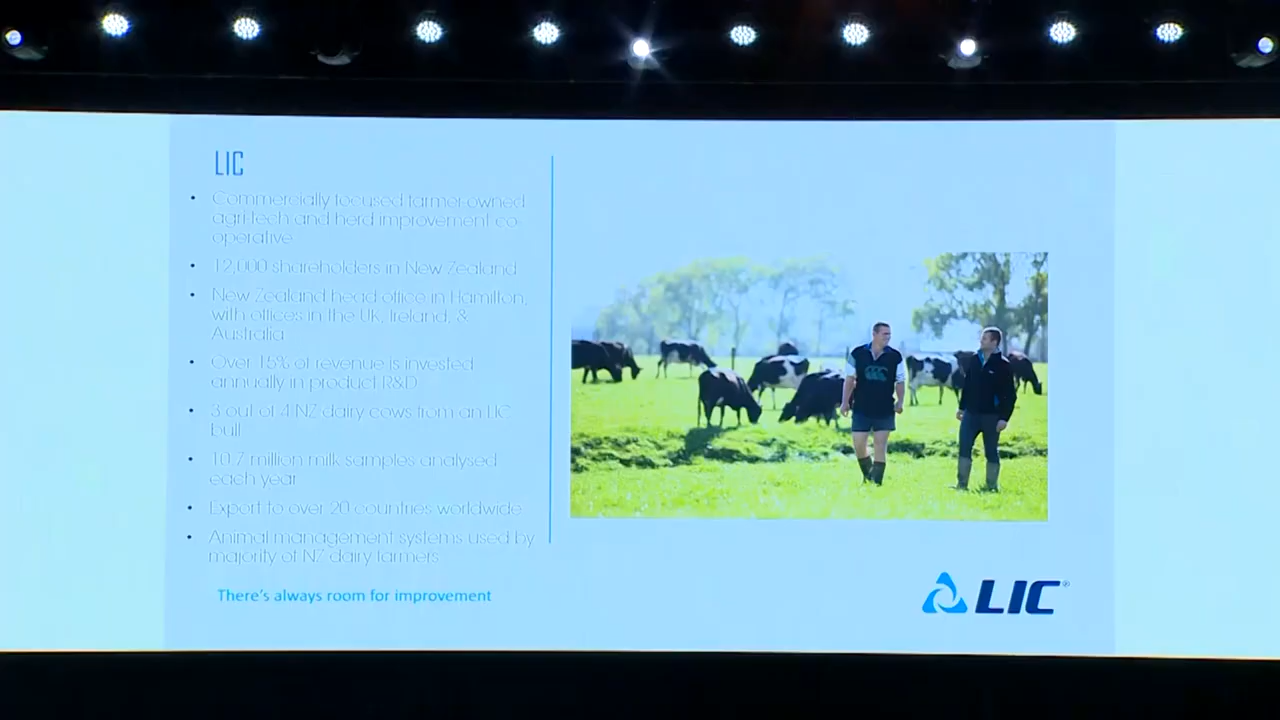 LIC
• Commercially focused farmer-owned
agri-tech and herd improvement co-
operative
• 12,000 shareholders in New Zealand
• New Zealand head office in Hamilton,
with offices in the UK, Ireland, &
Australia
• Over 15% of revenue is invested
annually in product R&D
• 3 out of 4 NZ dairy cows from an LIC
bull
• 10.7 million milk samples analysed
each year
• Export to over 20 countries worldwide
• Animal management systems used by
majority of NZ dairy farmers
There's always room for improvement
LIC®